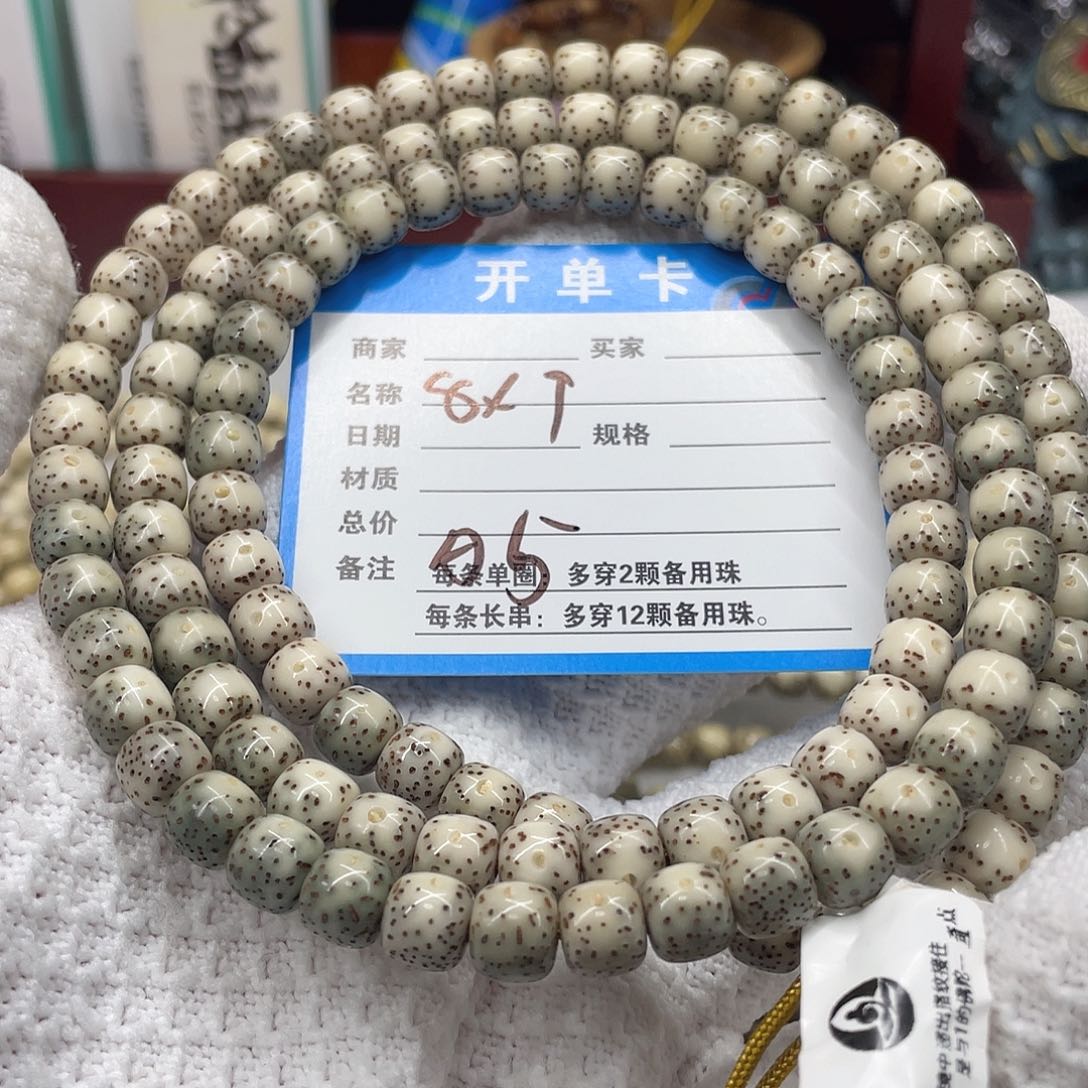 开单卡
商家 买家
名称 8x7
日期 规格
材质
总价
备注 每条单圈: 多穿2颗备用珠
每条长串: 多穿12颗备用珠。